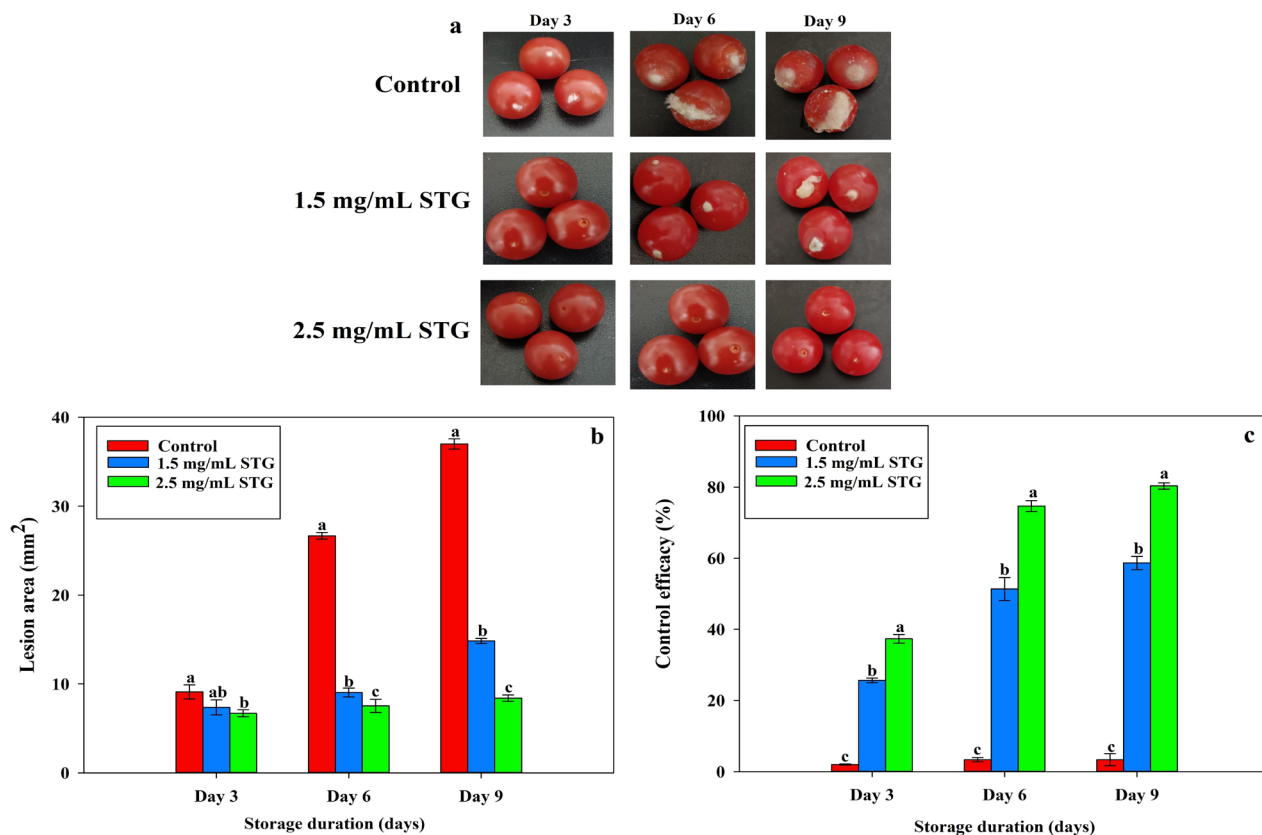 a
Day 3 Day 6 Day 9
Control
1.5 mg/mL STG
2.5 mg/mL STG
b
Lesion area (mm²)
40
30
20
10
0
Control
1.5 mg/mL STG
2.5 mg/mL STG
a ab b
a b c
a b c
Day 3 Day 6 Day 9
Storage duration (days)
c
Control efficacy (%)
100
80
60
40
20
0
Control
1.5 mg/mL STG
2.5 mg/mL STG
c b a
c b a
c b a
Day 3 Day 6 Day 9
Storage duration (days)